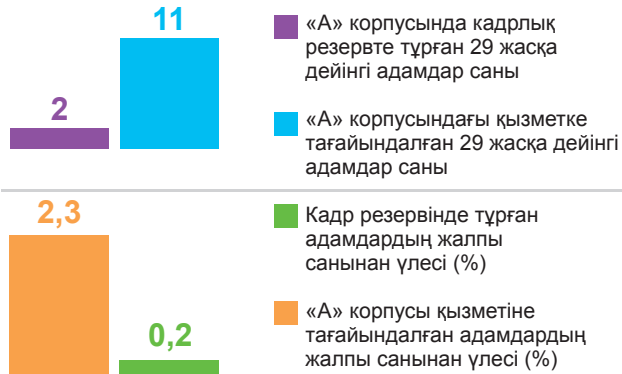 11
2
«А» корпусында кадрлық
резервте тұрған 29 жасқа
дейінгі адамдар саны
«А» корпусындағы қызметке
тағайындалған 29 жасқа дейінгі
адамдар саны
2,3
0,2
Кадр резервінде тұрған
адамдардың жалпы
санынан үлесі (%)
«А» корпусы қызметіне
тағайындалған адамдардың
жалпы санынан үлесі (%)